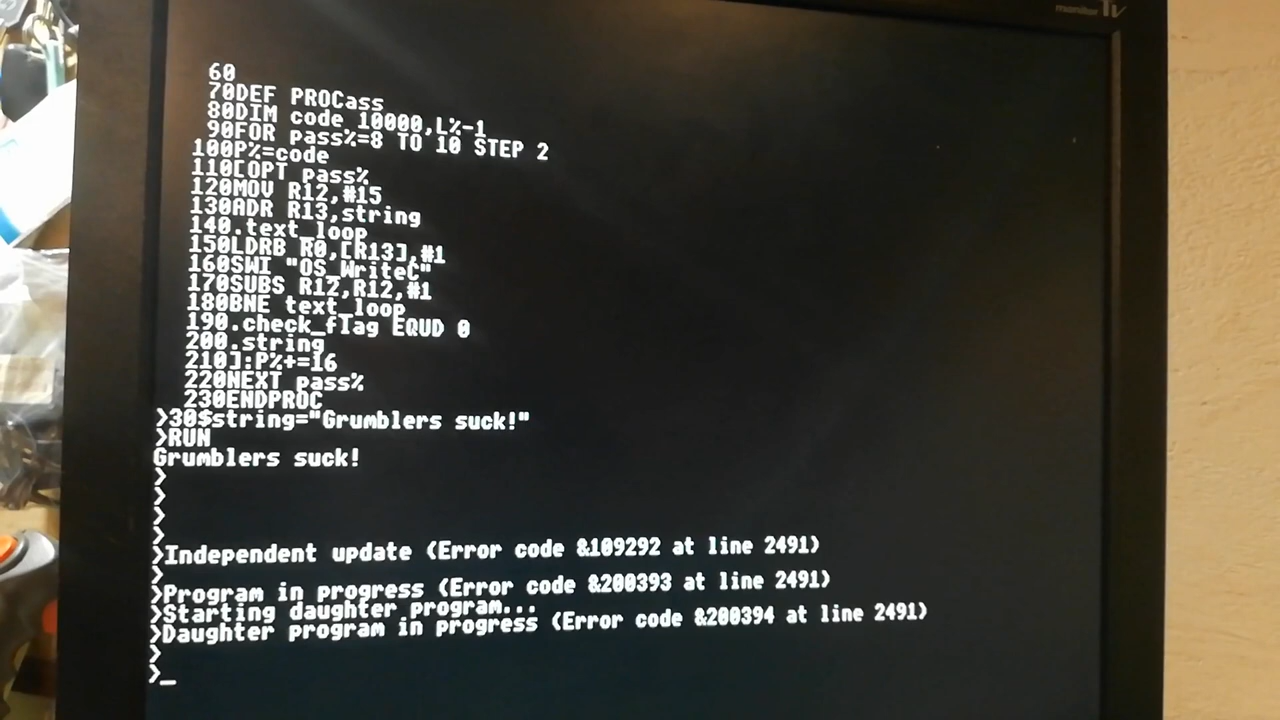 monitor TV
60
70DEF PROCass
80DIM code 10000,L%-1
90FOR pass%=8 TO 10 STEP 2
100P%=code
110[OPT pass%
120MOV R12,#15
130ADR R13,string
140.text_loop
150LDRB R0,[R13],#1
160SWI "OS_WriteC"
170SUBS R12,R12,#1
180BNE text_loop
190.check_flag EQUD 0
200.string
210]:P%+=16
220NEXT pass%
230ENDPROC
>30$string="Grumblers suck!"
>RUN
Grumblers suck!
>
>
>
>
>Independent update (Error code &109292 at line 2491)
>
>Program in progress (Error code &200393 at line 2491)
>Starting daughter program...
>Daughter program in progress (Error code &200394 at line 2491)
>
>_